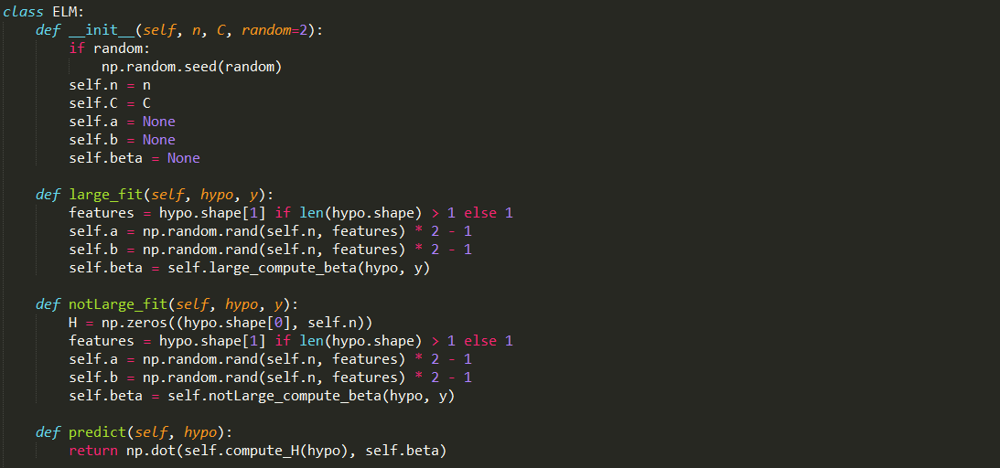 class ELM:
    def __init__(self, n, C, random=2):
        if random:
            np.random.seed(random)
        self.n = n
        self.C = C
        self.a = None
        self.b = None
        self.beta = None

    def large_fit(self, hypo, y):
        features = hypo.shape[1] if len(hypo.shape) > 1 else 1
        self.a = np.random.rand(self.n, features) * 2 - 1
        self.b = np.random.rand(self.n, features) * 2 - 1
        self.beta = self.large_compute_beta(hypo, y)

    def notLarge_fit(self, hypo, y):
        H = np.zeros((hypo.shape[0], self.n))
        features = hypo.shape[1] if len(hypo.shape) > 1 else 1
        self.a = np.random.rand(self.n, features) * 2 - 1
        self.b = np.random.rand(self.n, features) * 2 - 1
        self.beta = self.notLarge_compute_beta(hypo, y)

    def predict(self, hypo):
        return np.dot(self.compute_H(hypo), self.beta)